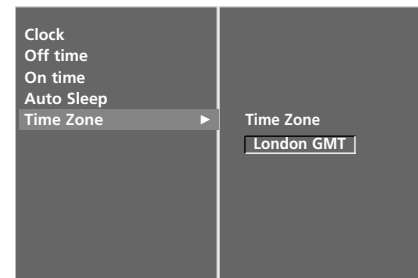 Clock
Off time
On time
Auto Sleep
Time Zone ►
Time Zone
London GMT